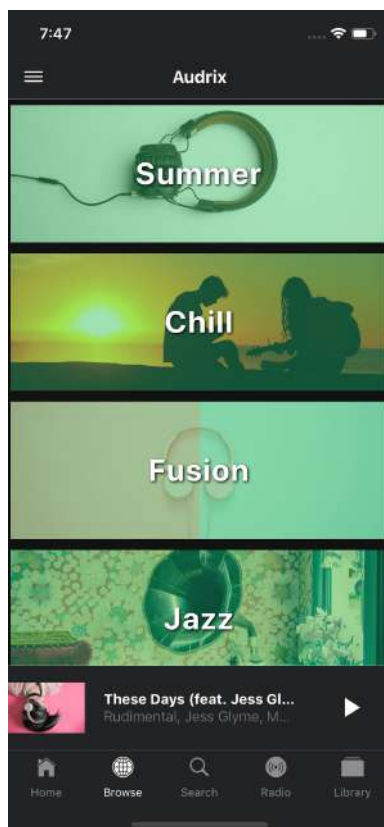 7:47
Audrix
Summer
Chill
Fusion
Jazz
These Days (feat. Jess Gl...
Rudimental, Jess Glyme, M...
Home
Browse
Search
Radio
Library